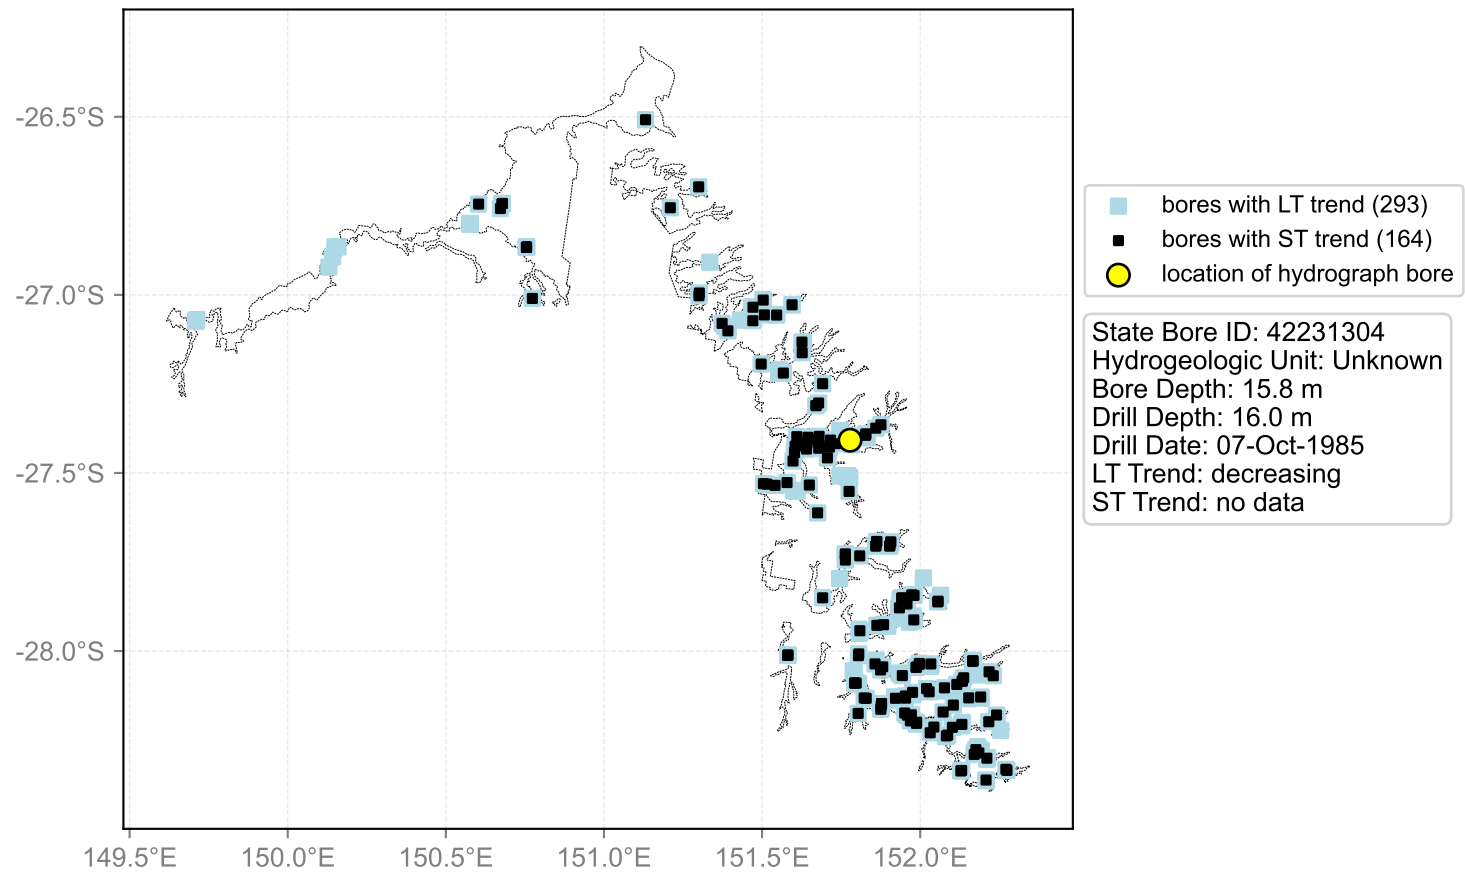 -26.5°S
-27.0°S
-27.5°S
-28.0°S
149.5°E
150.0°E
150.5°E
151.0°E
151.5°E
152.0°E
bores with LT trend (293)
bores with ST trend (164)
location of hydrograph bore
State Bore ID: 42231304
Hydrogeologic Unit: Unknown
Bore Depth: 15.8 m
Drill Depth: 16.0 m
Drill Date: 07-Oct-1985
LT Trend: decreasing
ST Trend: no data